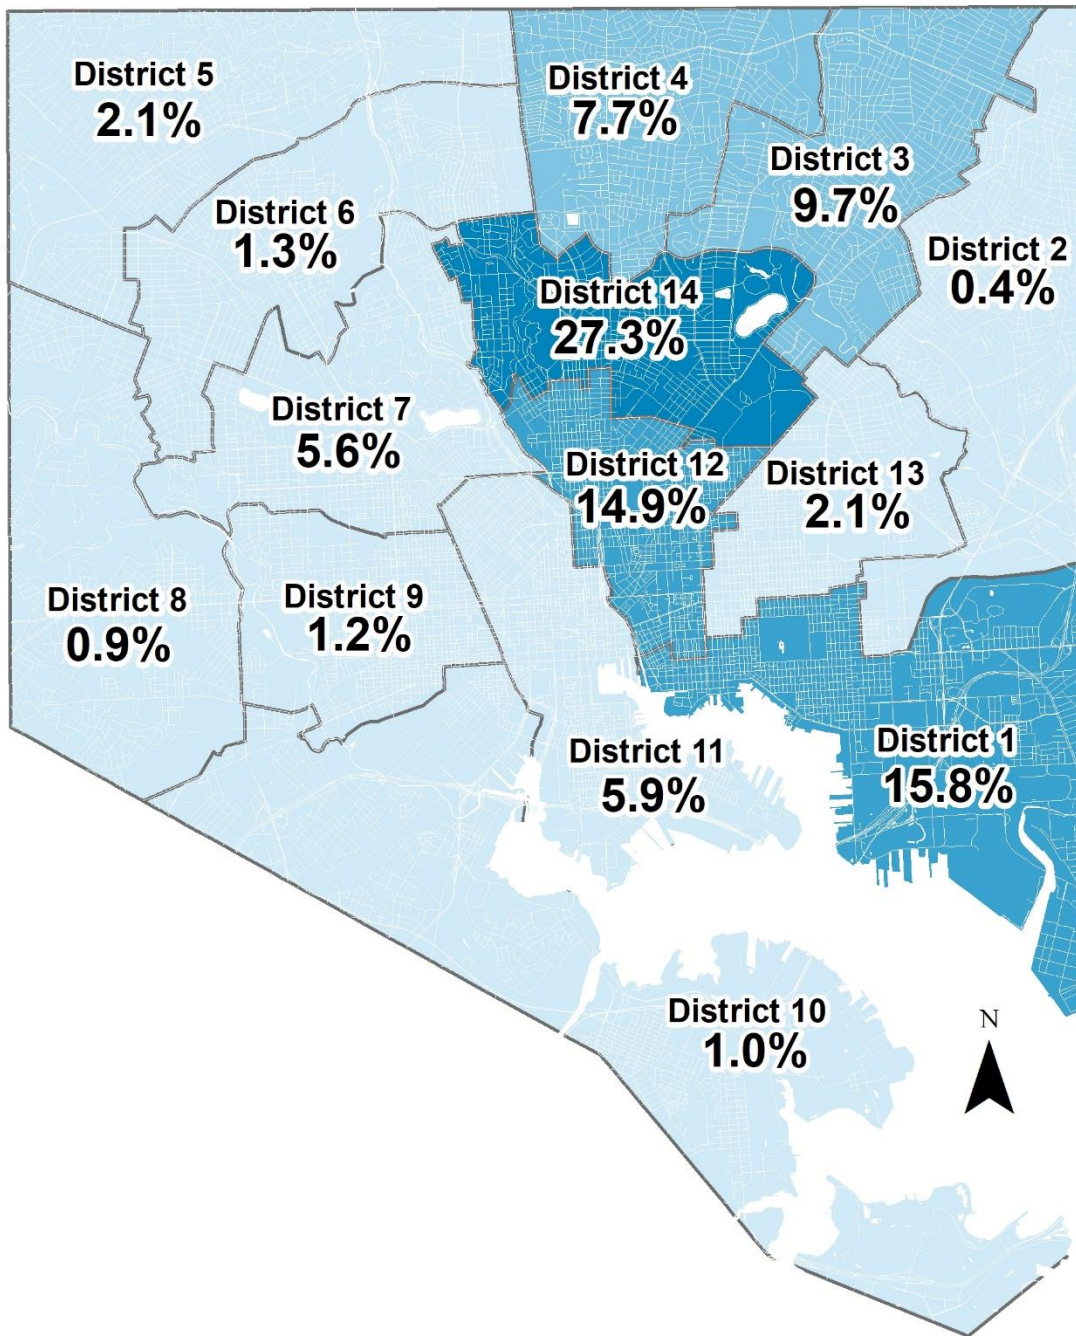 District 5
2.1%
District 4
7.7%
District 3
9.7%
District 6
1.3%
District 2
0.4%
District 14
27.3%
District 7
5.6%
District 12
14.9%
District 13
2.1%
District 8
0.9%
District 9
1.2%
District 11
5.9%
District 1
15.8%
District 10
1.0%
N